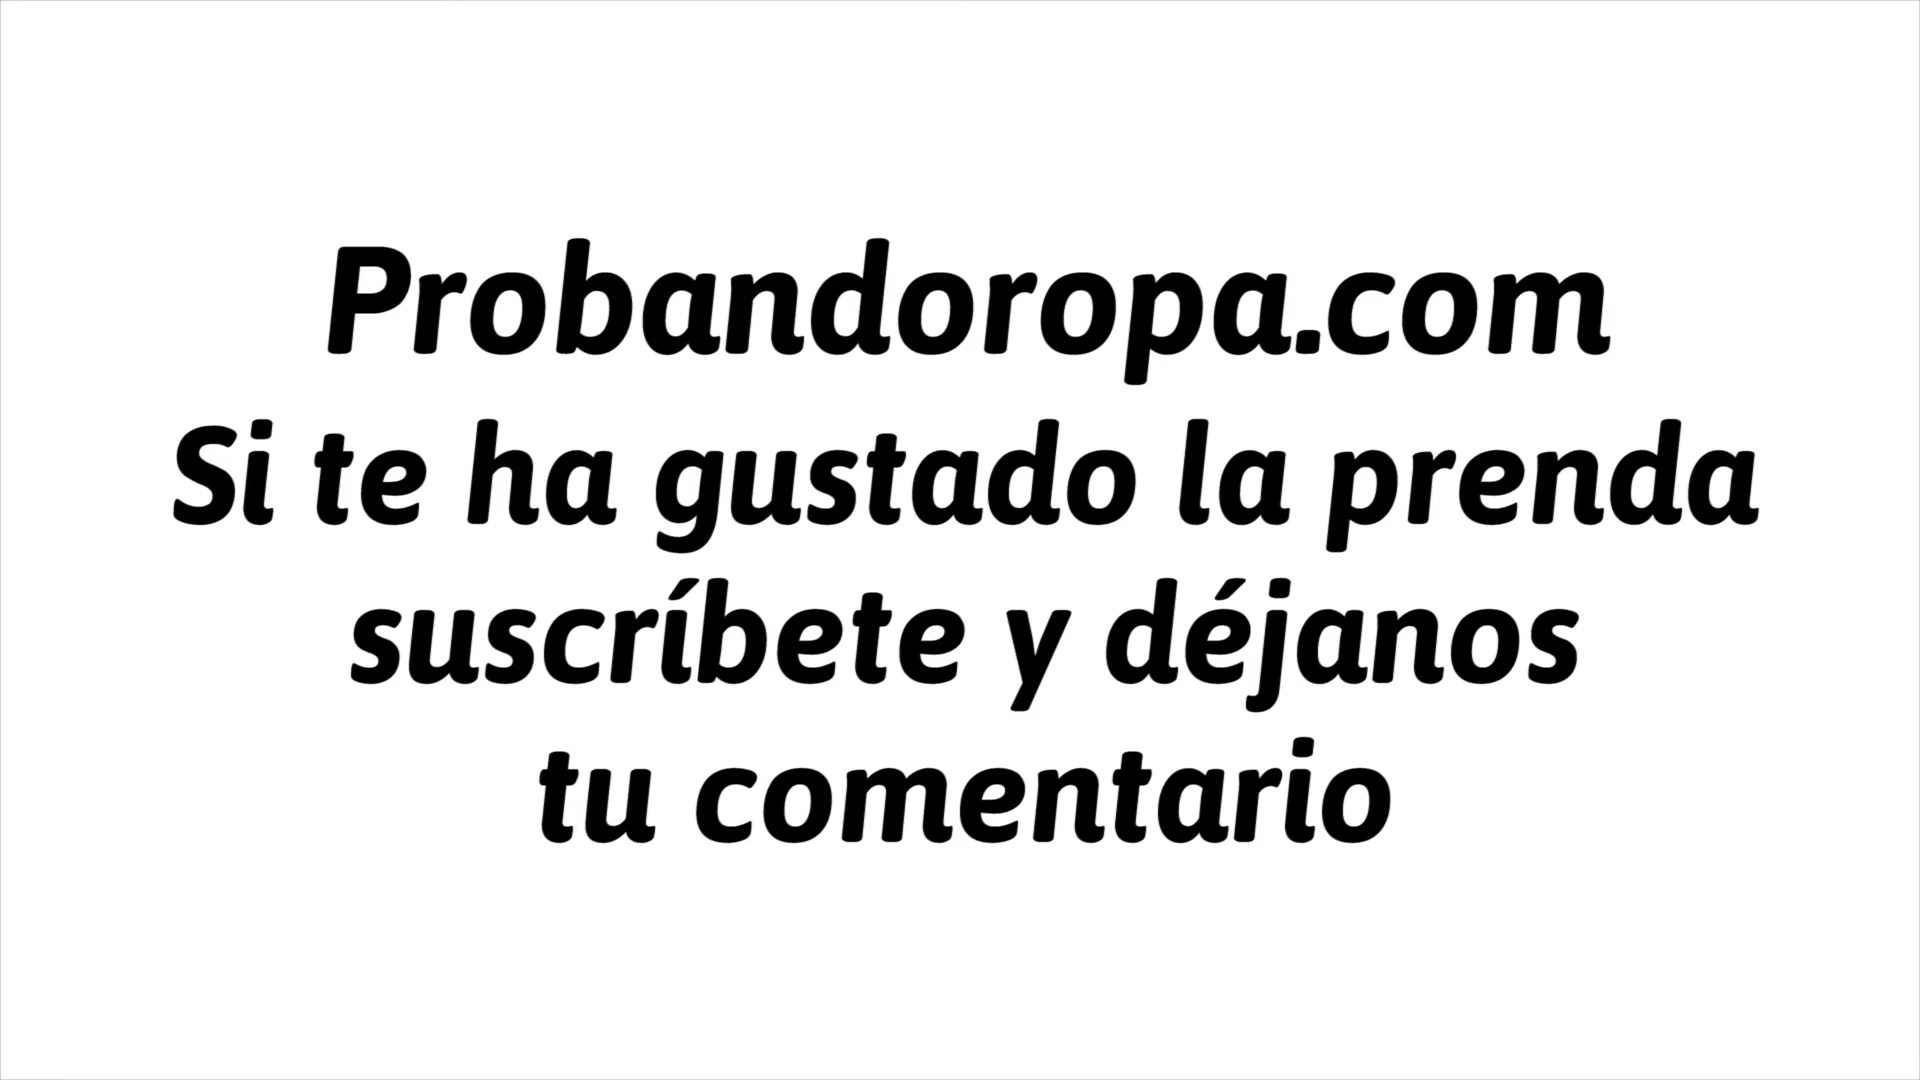 Probandoropa.com
Si te ha gustado la prenda
suscríbete y déjanos
tu comentario